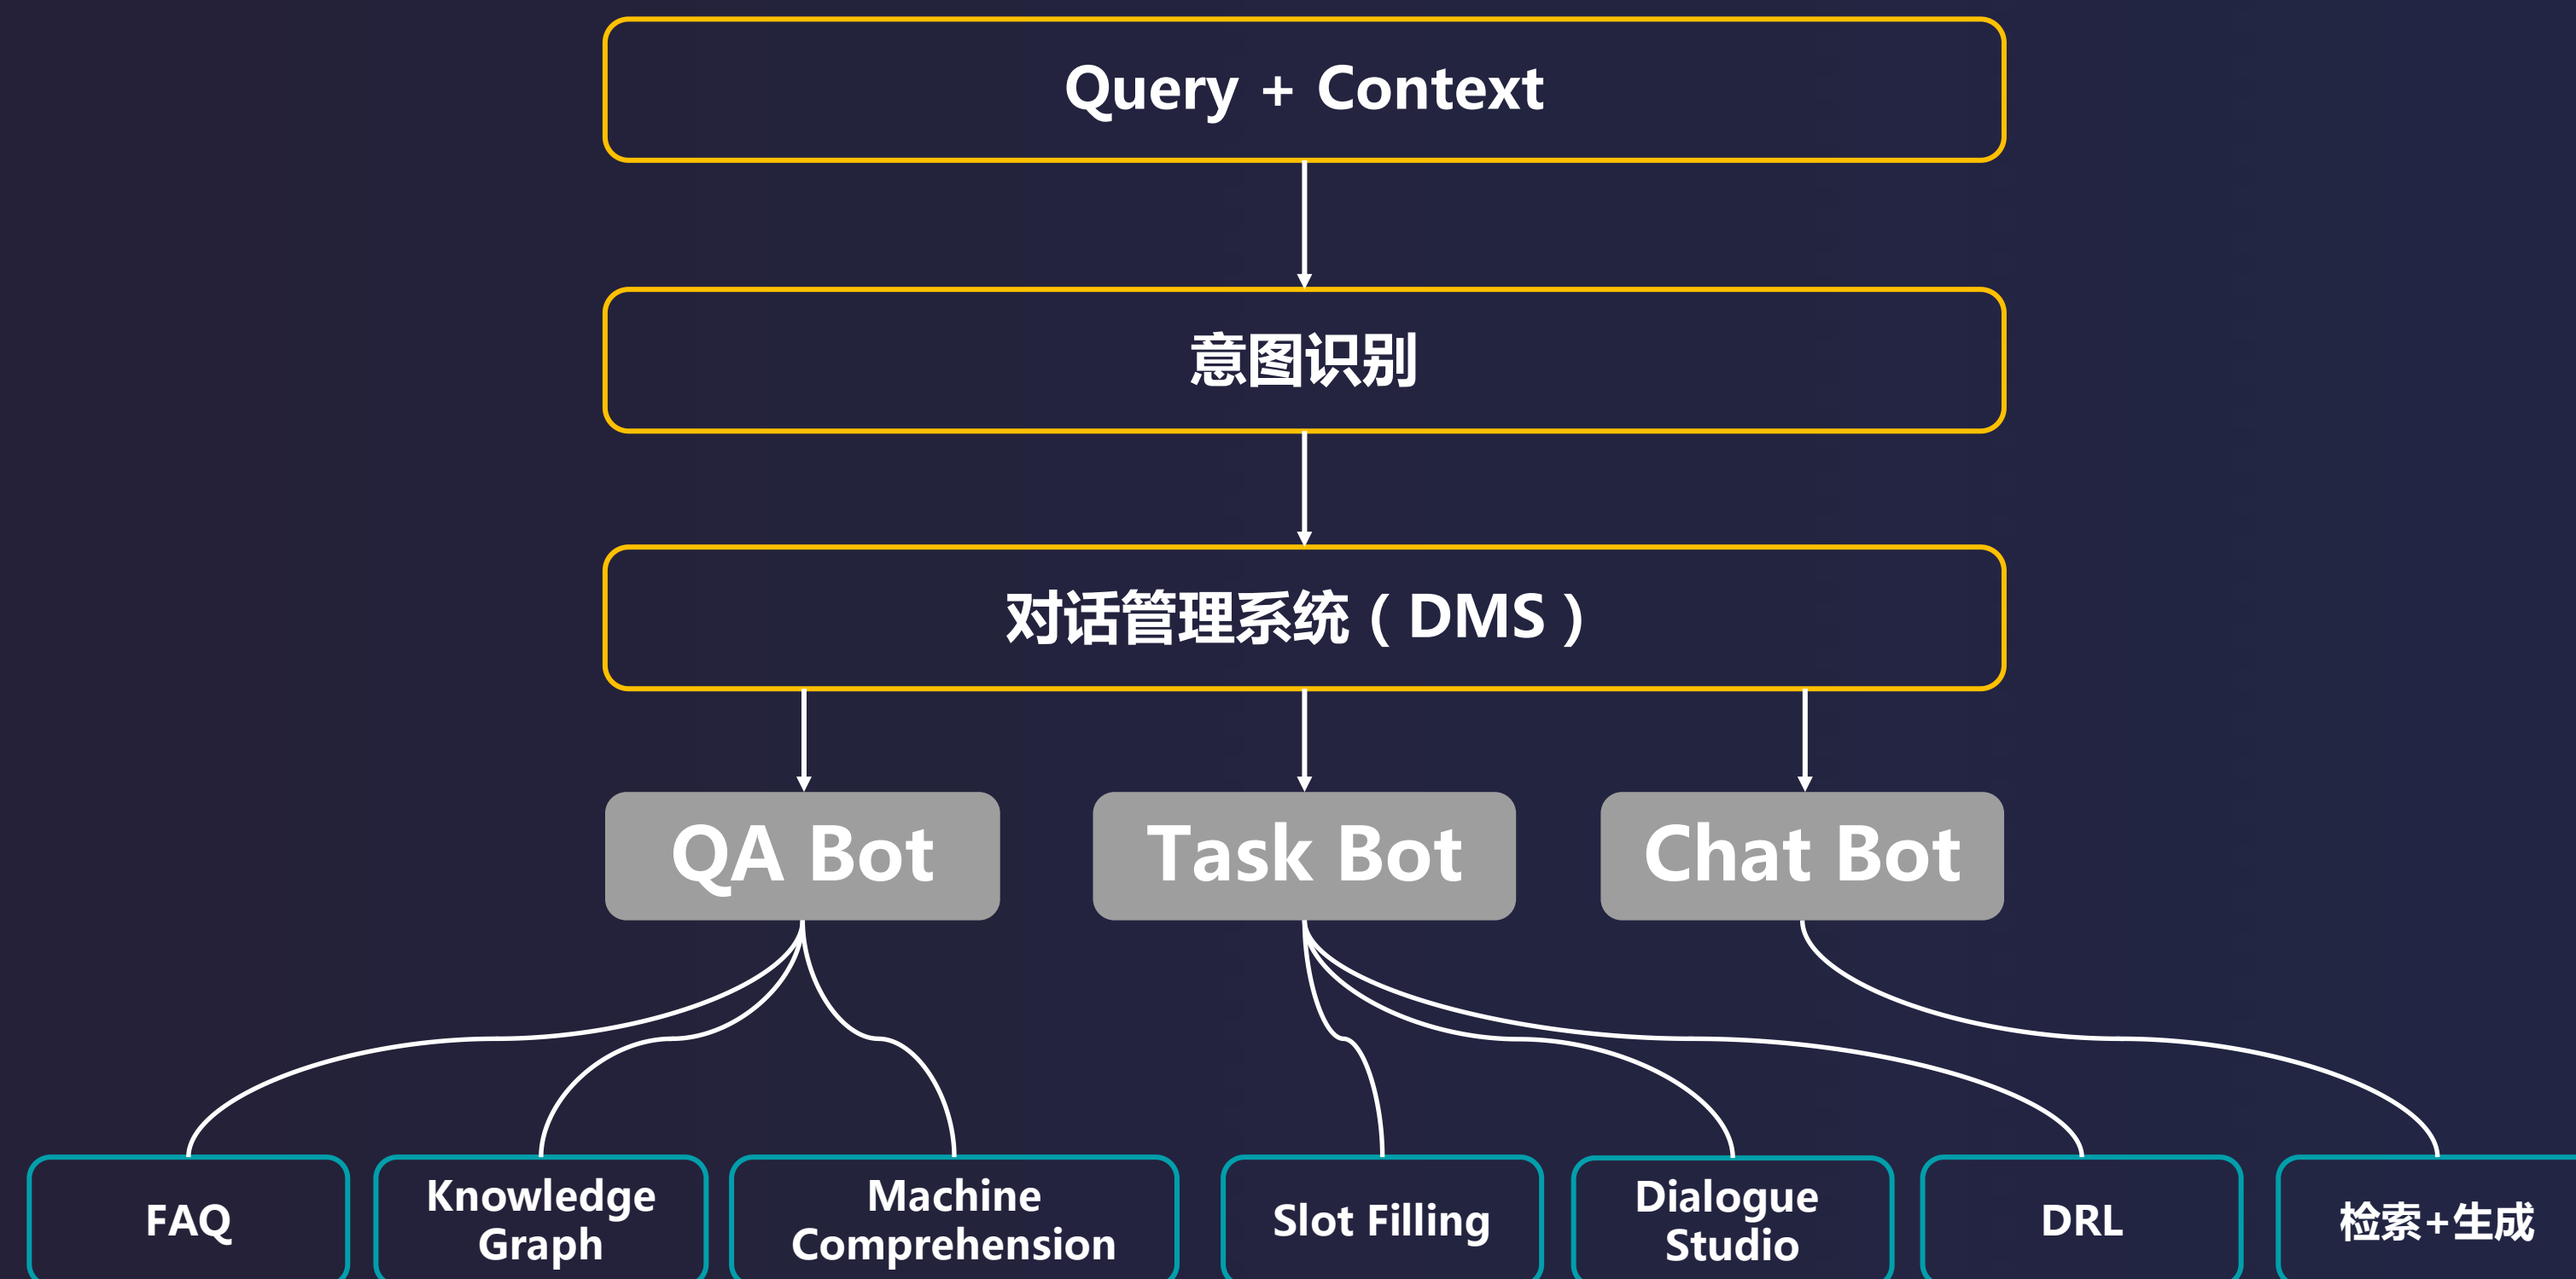 Query + Context
意图识别
对话管理系统（DMS）
QA Bot
Task Bot
Chat Bot
FAQ
Knowledge
Graph
Machine
Comprehension
Slot Filling
Dialogue
Studio
DRL
检索+生成